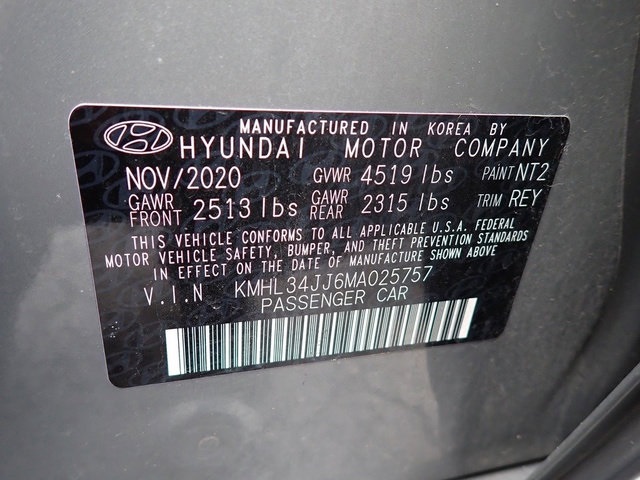 MANUFACTURED IN KOREA BY
HYUNDAI MOTOR COMPANY
NOV/2020 GVWR 4519 lbs PAINT NT2
GAWR FRONT 2513 lbs GAWR REAR 2315 lbs TRIM REY
THIS VEHICLE CONFORMS TO ALL APPLICABLE U.S.A. FEDERAL
MOTOR VEHICLE SAFETY, BUMPER, AND THEFT PREVENTION STANDARDS
IN EFFECT ON THE DATE OF MANUFACTURE SHOWN ABOVE
V.I.N KMHL34JJ6MA025757
PASSENGER CAR